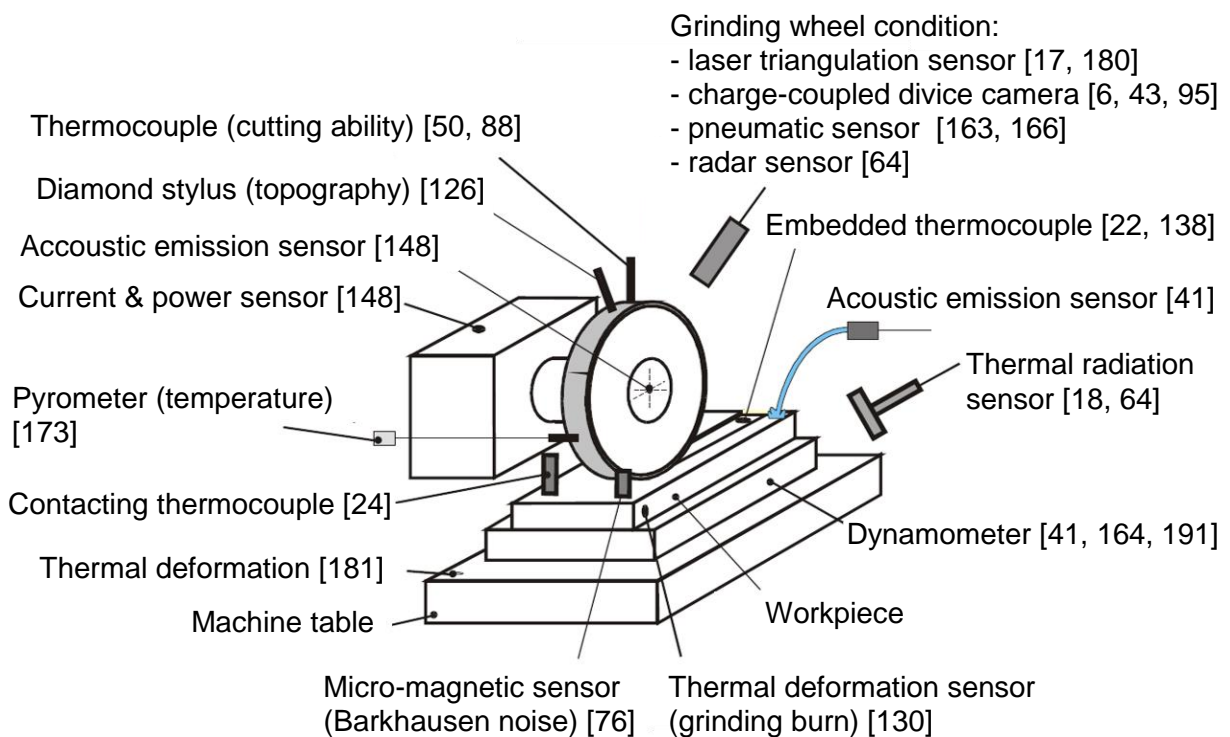 Grinding wheel condition:
- laser triangulation sensor [17, 180]
- charge-coupled divice camera [6, 43, 95]
- pneumatic sensor [163, 166]
- radar sensor [64]
Thermocouple (cutting ability) [50, 88]
Diamond stylus (topography) [126]
Accoustic emission sensor [148]
Current & power sensor [148]
Pyrometer (temperature)
[173]
Contacting thermocouple [24]
Thermal deformation [181]
Machine table
Embedded thermocouple [22, 138]
Acoustic emission sensor [41]
Thermal radiation
sensor [18, 64]
Dynamometer [41, 164, 191]
Workpiece
Micro-magnetic sensor
(Barkhausen noise) [76]
Thermal deformation sensor
(grinding burn) [130]